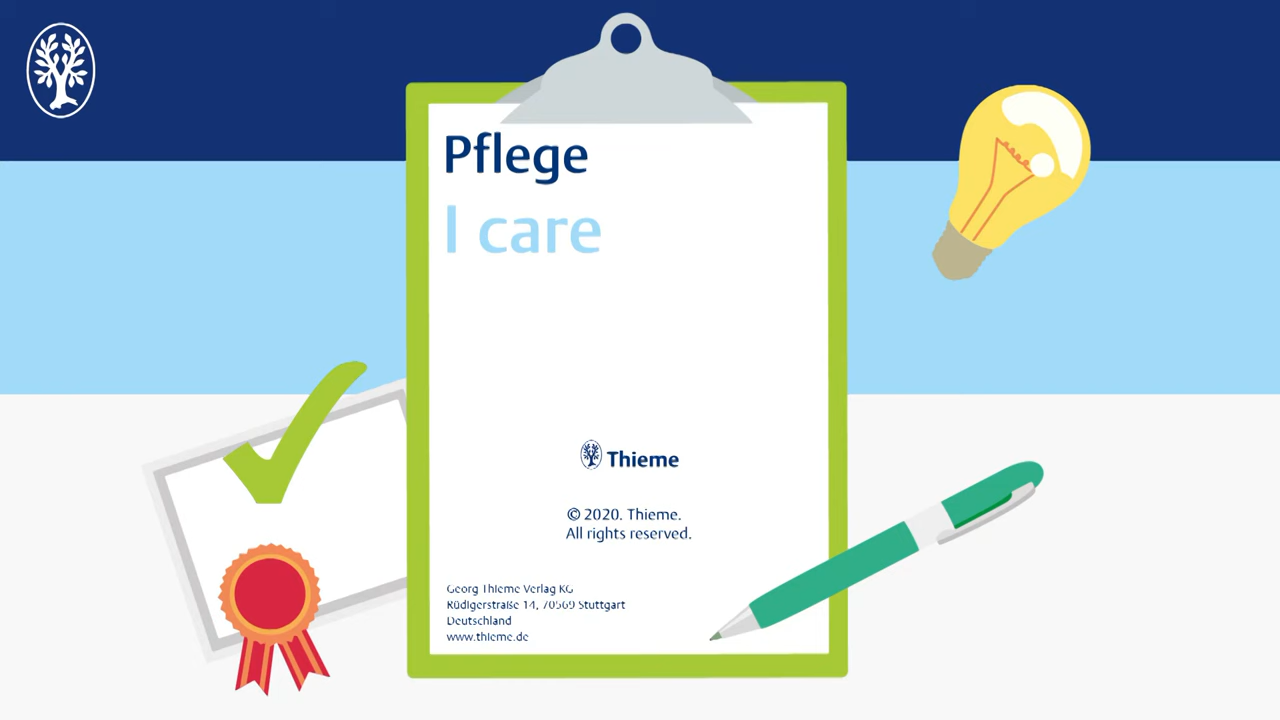 Pflege
I care
Thieme
© 2020. Thieme.
All rights reserved.
Georg Thieme Verlag KG
Rüdigerstraße 14, 70569 Stuttgart
Deutschland
www.thieme.de